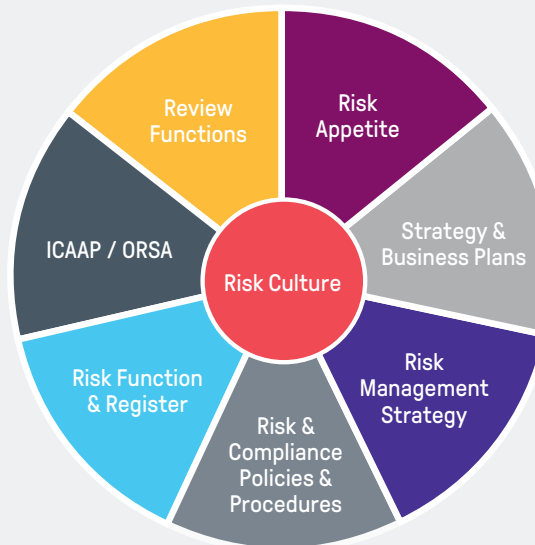 Review
Functions
Risk
Appetite
ICAAP / ORSA
Strategy &
Business Plans
Risk Culture
Risk Function
& Register
Risk
Management
Strategy
Risk &
Compliance
Policies &
Procedures